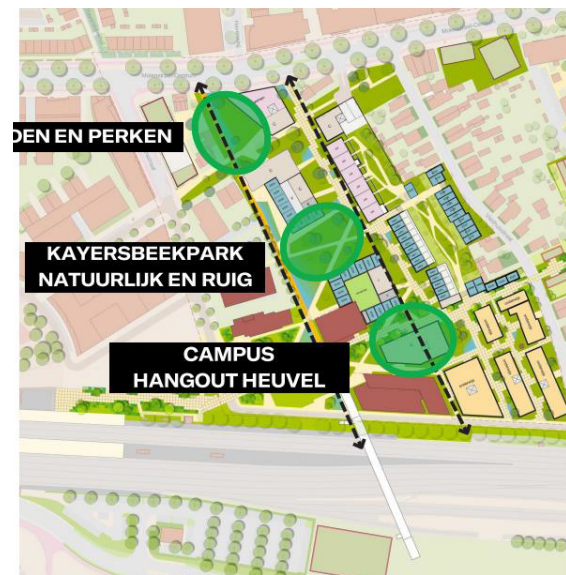 DEN EN PERKEN
KAYERSBEEKPARK
NATUURLIJK EN RUIG
CAMPUS
HANGOUT HEUVEL